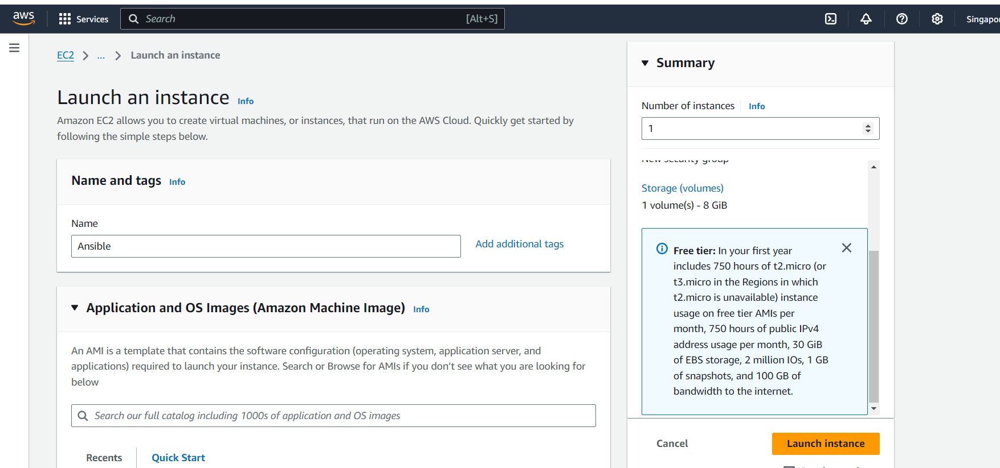 aws
Services
Search
[Alt+S]
Singapor
EC2
...
Launch an instance
Launch an instance Info
Amazon EC2 allows you to create virtual machines, or instances, that run on the AWS Cloud. Quickly get started by
following the simple steps below.
Name and tags Info
Name
Ansible
Add additional tags
Application and OS Images (Amazon Machine Image) Info
An AMI is a template that contains the software configuration (operating system, application server, and
applications) required to launch your instance. Search or Browse for AMIs if you don’t see what you are looking for
below
Search our full catalog including 1000s of application and OS images
Recents
Quick Start
Summary
Number of instances Info
1
New security group
Storage (volumes)
1 volume(s) - 8 GiB
Free tier: In your first year
includes 750 hours of t2.micro (or
t3.micro in the Regions in which
t2.micro is unavailable) instance
usage on free tier AMIs per
month, 750 hours of public IPv4
address usage per month, 30 GiB
of EBS storage, 2 million IOs, 1 GB
of snapshots, and 100 GB of
bandwidth to the internet.
Cancel
Launch instance